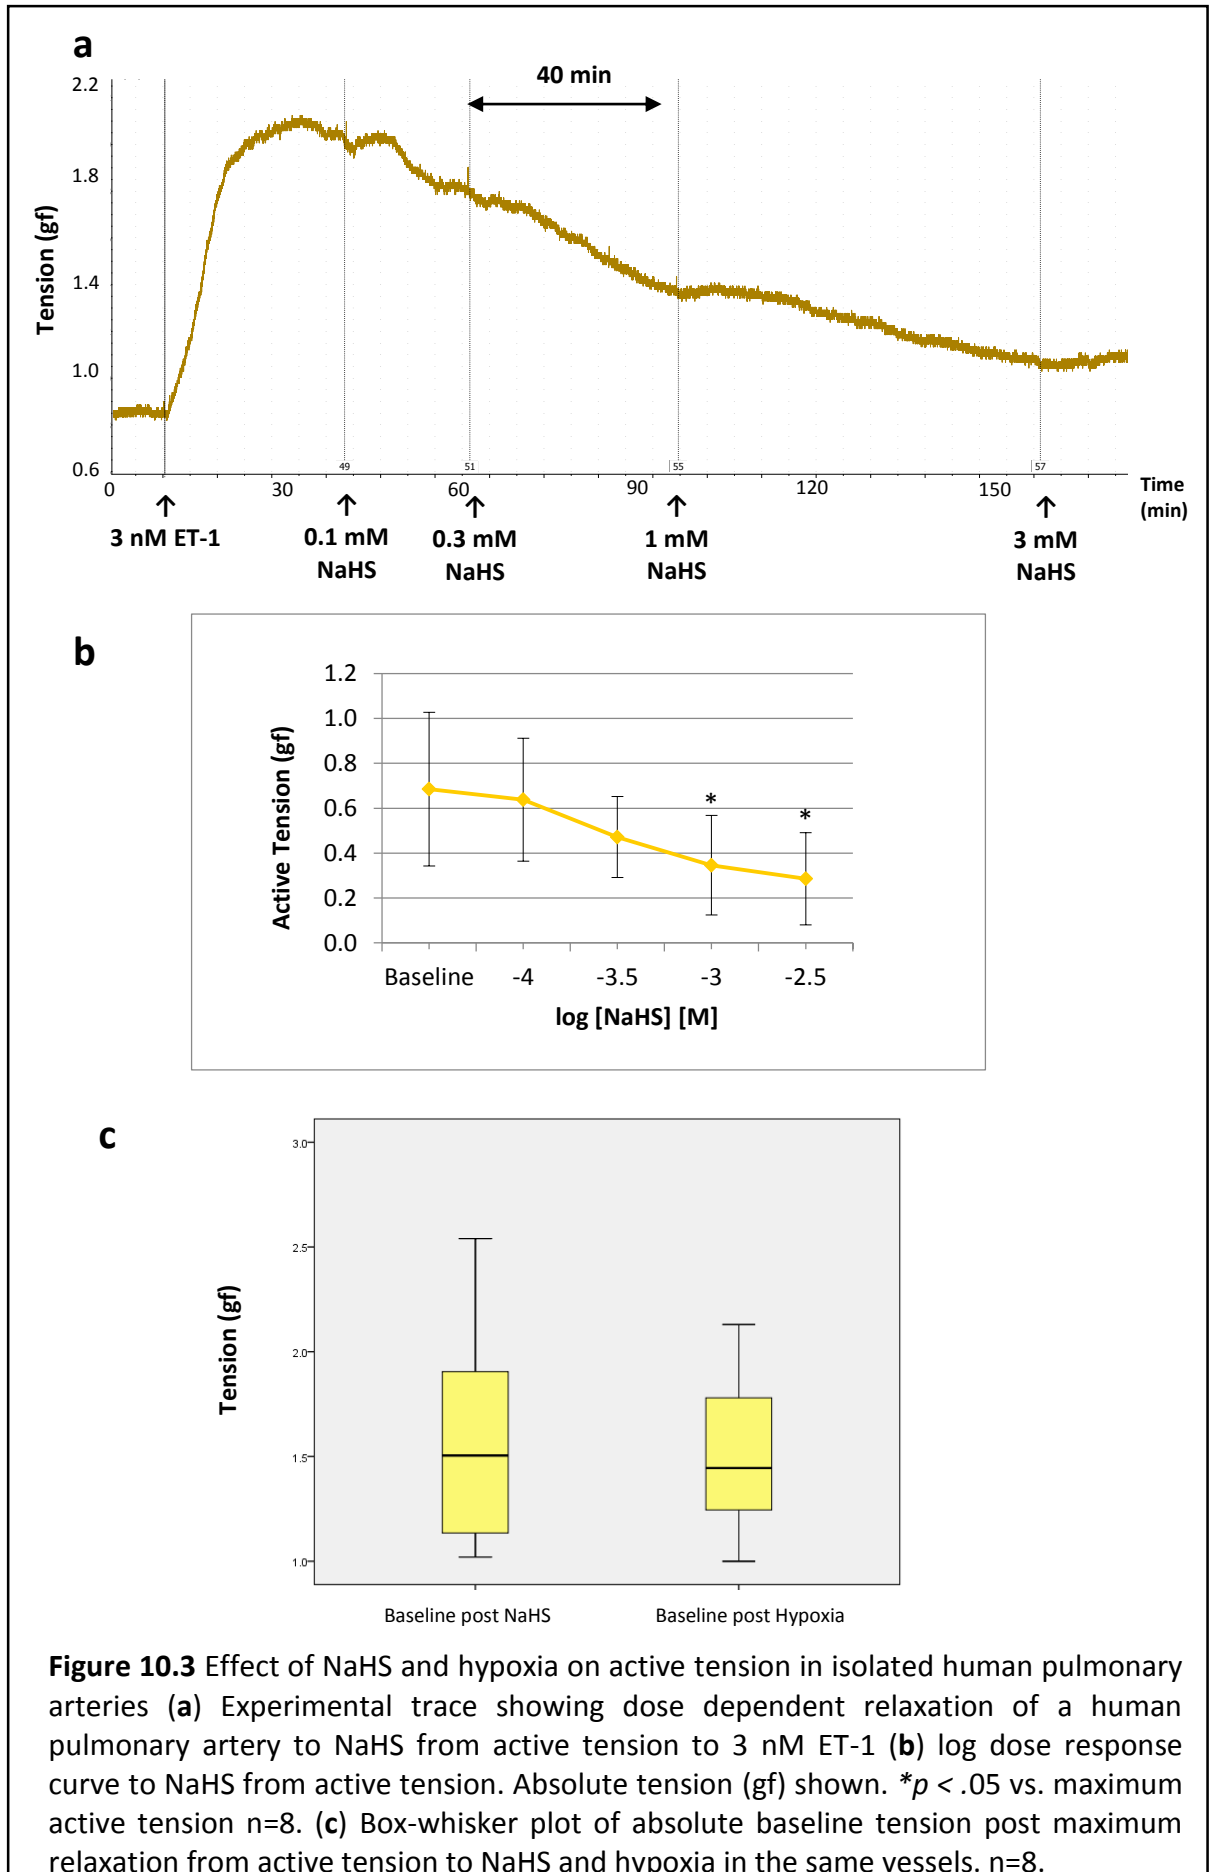 a
40 min
2.2
1.8
1.4
1.0
0.6
Tension (gf)
49 51 55 57
0 30 60 90 120 150 Time
(min)
3 nM ET-1 0.1 mM 0.3 mM 1 mM 3 mM
NaHS NaHS NaHS NaHS
b
1.2
1.0
0.8
0.6
0.4
0.2
0.0
Active Tension (gf)
* *
Baseline -4 -3.5 -3 -2.5
log [NaHS] [M]
c
3.0
2.5
2.0
1.5
1.0
Tension (gf)
Baseline post NaHS Baseline post Hypoxia
Figure 10.3 Effect of NaHS and hypoxia on active tension in isolated human pulmonary
arteries (a) Experimental trace showing dose dependent relaxation of a human
pulmonary artery to NaHS from active tension to 3 nM ET-1 (b) log dose response
curve to NaHS from active tension. Absolute tension (gf) shown. *p < .05 vs. maximum
active tension n=8. (c) Box-whisker plot of absolute baseline tension post maximum
relaxation from active tension to NaHS and hypoxia in the same vessels. n=8.